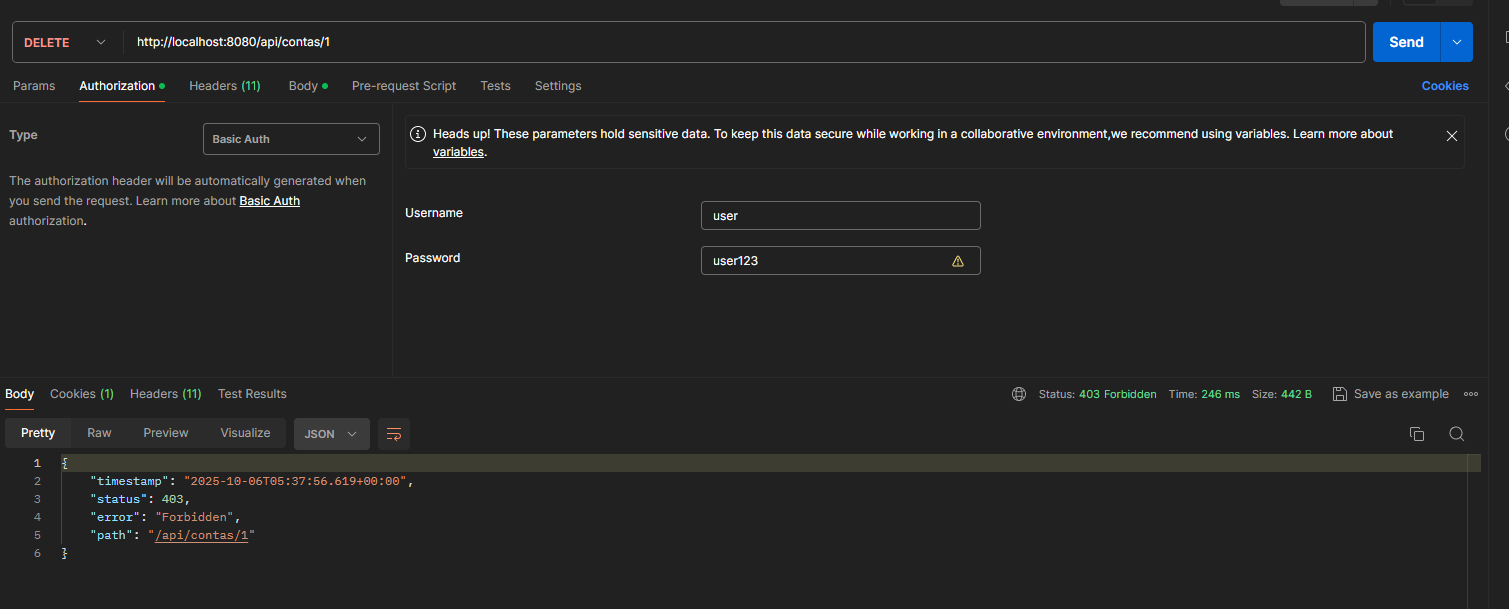 DELETE http://localhost:8080/api/contas/1 Send
Params Authorization Headers (11) Body Pre-request Script Tests Settings Cookies
Type Basic Auth
The authorization header will be automatically generated when
you send the request. Learn more about Basic Auth
authorization.
Heads up! These parameters hold sensitive data. To keep this data secure while working in a collaborative environment,we recommend using variables. Learn more about
variables.
Username user
Password user123
Body Cookies (1) Headers (11) Test Results Status: 403 Forbidden Time: 246 ms Size: 442 B Save as example
Pretty Raw Preview Visualize JSON
1 {
2 "timestamp": "2025-10-06T05:37:56.619+00:00",
3 "status": 403,
4 "error": "Forbidden",
5 "path": "/api/contas/1"
6 }